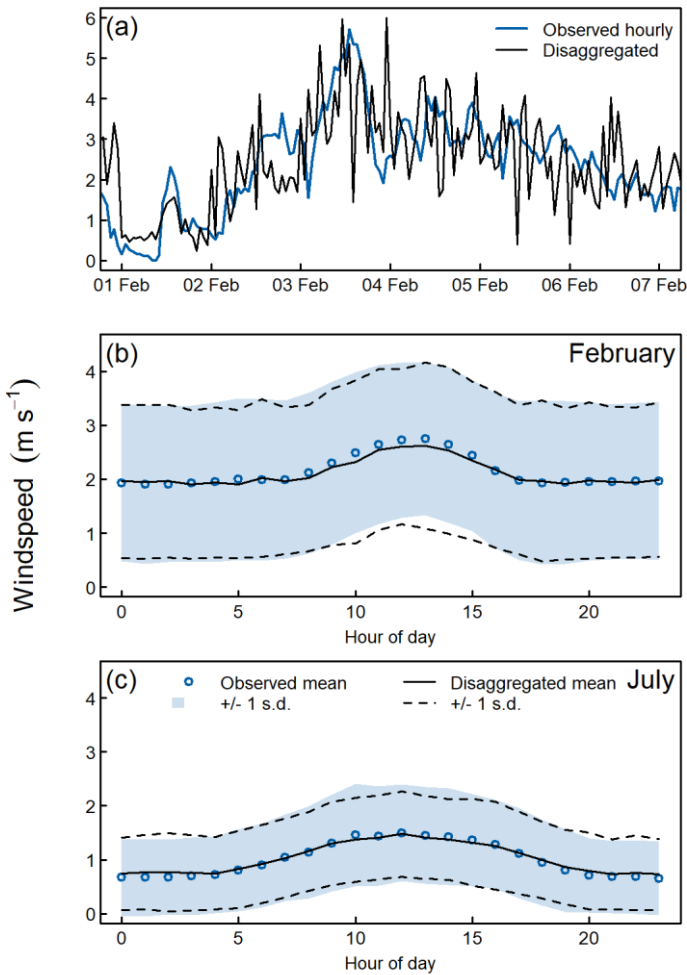 (a)
Observed hourly
Disaggregated
6
5
4
3
2
1
0
01 Feb 02 Feb 03 Feb 04 Feb 05 Feb 06 Feb 07 Feb
Windspeed (m s⁻¹)
(b) February
4
3
2
1
0
0 5 10 15 20
Hour of day
(c) July
Observed mean Disaggregated mean
+/- 1 s.d. +/- 1 s.d.
4
3
2
1
0
0 5 10 15 20
Hour of day